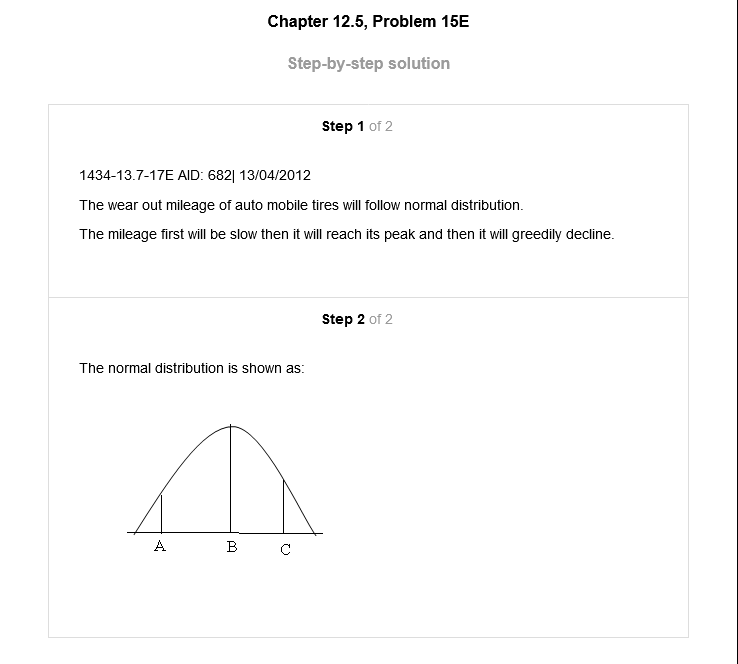 Chapter 12.5, Problem 15E
Step-by-step solution
Step 1 of 2
1434-13.7-17E AID: 682| 13/04/2012
The wear out mileage of auto mobile tires will follow normal distribution.
The mileage first will be slow then it will reach its peak and then it will greedily decline.
Step 2 of 2
The normal distribution is shown as:
A B C